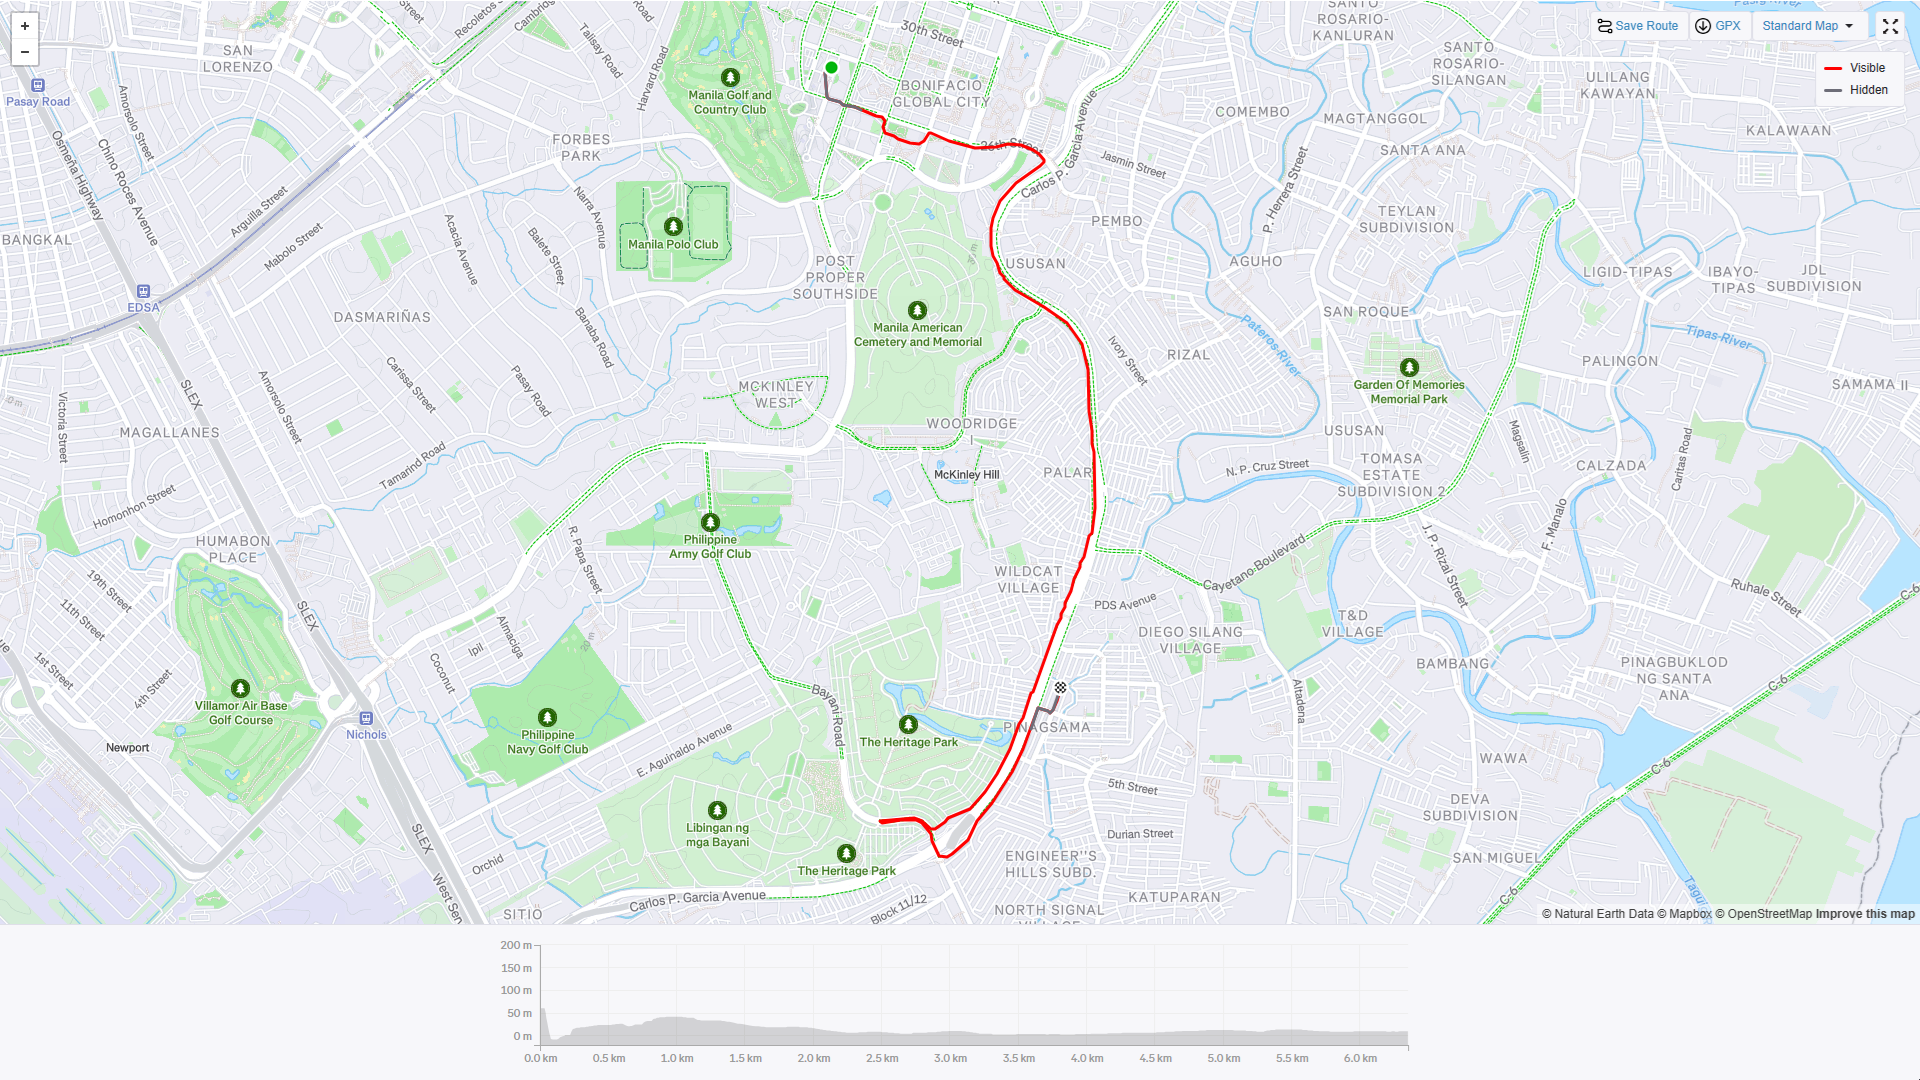 +
−
Save Route
GPX
Standard Map
Visible
Hidden
SAN
LORENZO
Pasay Road
Recoletos
Cambridge
Talisay Road
Harvard Road
Amorsolo Street
Osmeña Highway
Chino Roces Avenue
Arguilla Street
Mabolo Street
BANGKAL
EDSA
FORBES
PARK
Manila Golf and
Country Club
30th Street
BONIFACIO
GLOBAL CITY
26th Street
Carlos P. Garcia Avenue
Carlos P.
Jasmin Street
SANTO
ROSARIO-
KANLURAN
SANTO
ROSARIO-
SILANGAN
ULILANG
KAWAYAN
COMEMBO
MAGTANGGOL
KALAWAAN
SANTA ANA
P. Herrera Street
PEMBO
TEYLAN
SUBDIVISION
AGUHO
USUSAN
LIGID-TIPAS
IBAYO-
TIPAS
JDL
SUBDIVISION
Narra Avenue
Acacia Avenue
Balete Street
Manila Polo Club
POST
PROPER
SOUTHSIDE
DASMARIÑAS
Banaba Road
Manila American
Cemetery and Memorial
SAN ROQUE
Pateros River
Tipas River
Ivory Street
RIZAL
PALINGON
Garden Of Memories
Memorial Park
SAMAMA II
Carissa Street
Pasay Road
MCKINLEY
WEST
SLEX
Amorsolo Street
Victoria Street
MAGALLANES
WOODRIDGE
I
USUSAN
Magsalin
Caritas Road
Tamarind Road
McKinley Hill
PALAR
N. P. Cruz Street
TOMASA
ESTATE
SUBDIVISION 2
CALZADA
Homonhon Street
Philippine
Army Golf Club
R. Papa Street
F. Manalo
J. P. Rizal Street
HUMABON
PLACE
WILDCAT
VILLAGE
Cayetano Boulevard
PDS Avenue
Ruhale Street
C-6
19th Street
11th Street
SLEX
Almaciga
Ipil
Coconut
20 m
DIEGO SILANG
VILLAGE
T&D
VILLAGE
BAMBANG
PINAGBUKLOD
NG SANTA
ANA
1st Street
4th Street
Villamor Air Base
Golf Course
Bayani Road
Altadena
C-6
Newport
Nichols
Philippine
Navy Golf Club
The Heritage Park
PINAGSAMA
E. Aguinaldo Avenue
WAWA
C-6
5th Street
DEVA
SUBDIVISION
Libingan ng
mga Bayani
Durian Street
SLEX
Orchid
The Heritage Park
ENGINEER''S
HILLS SUBD.
SAN MIGUEL
C-6
KATUPARAN
Carlos P. Garcia Avenue
Block 11/12
SITIO
NORTH SIGNAL
© Natural Earth Data © Mapbox © OpenStreetMap Improve this map
200 m
150 m
100 m
50 m
0 m
0.0 km 0.5 km 1.0 km 1.5 km 2.0 km 2.5 km 3.0 km 3.5 km 4.0 km 4.5 km 5.0 km 5.5 km 6.0 km